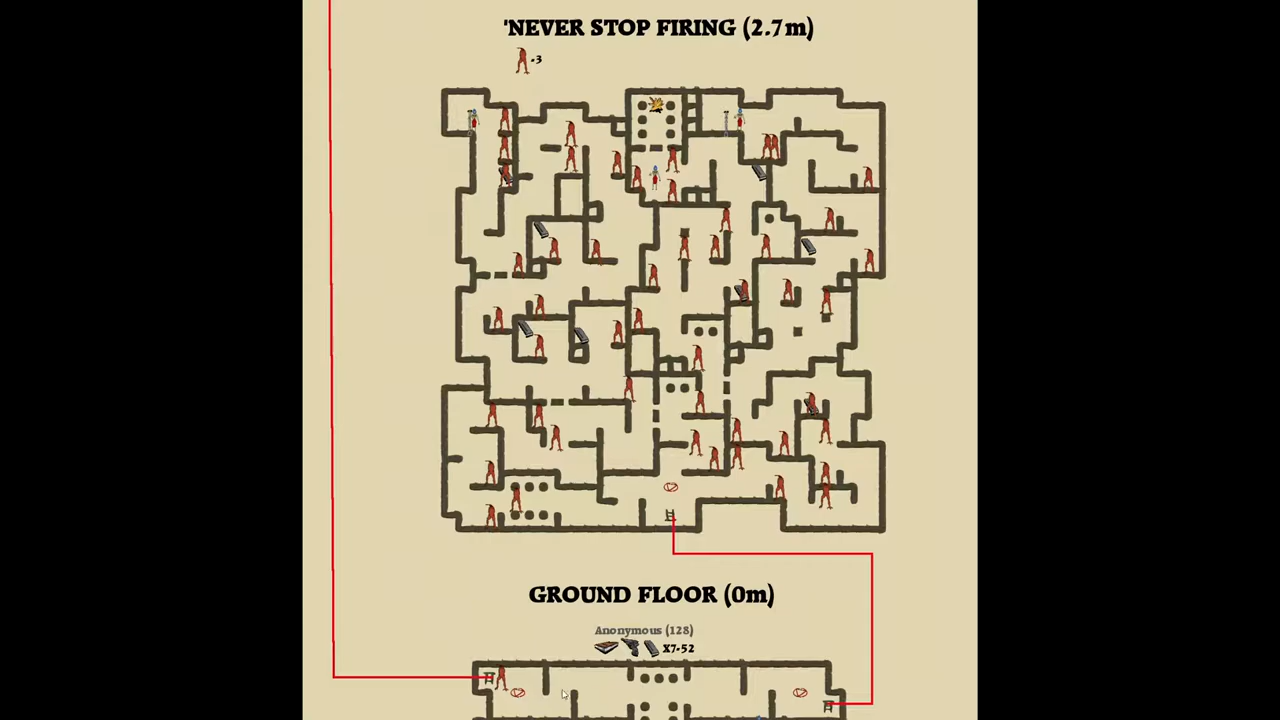 'NEVER STOP FIRING (2.7m)
-3
GROUND FLOOR (0m)
Anonymous (128)
X7-52